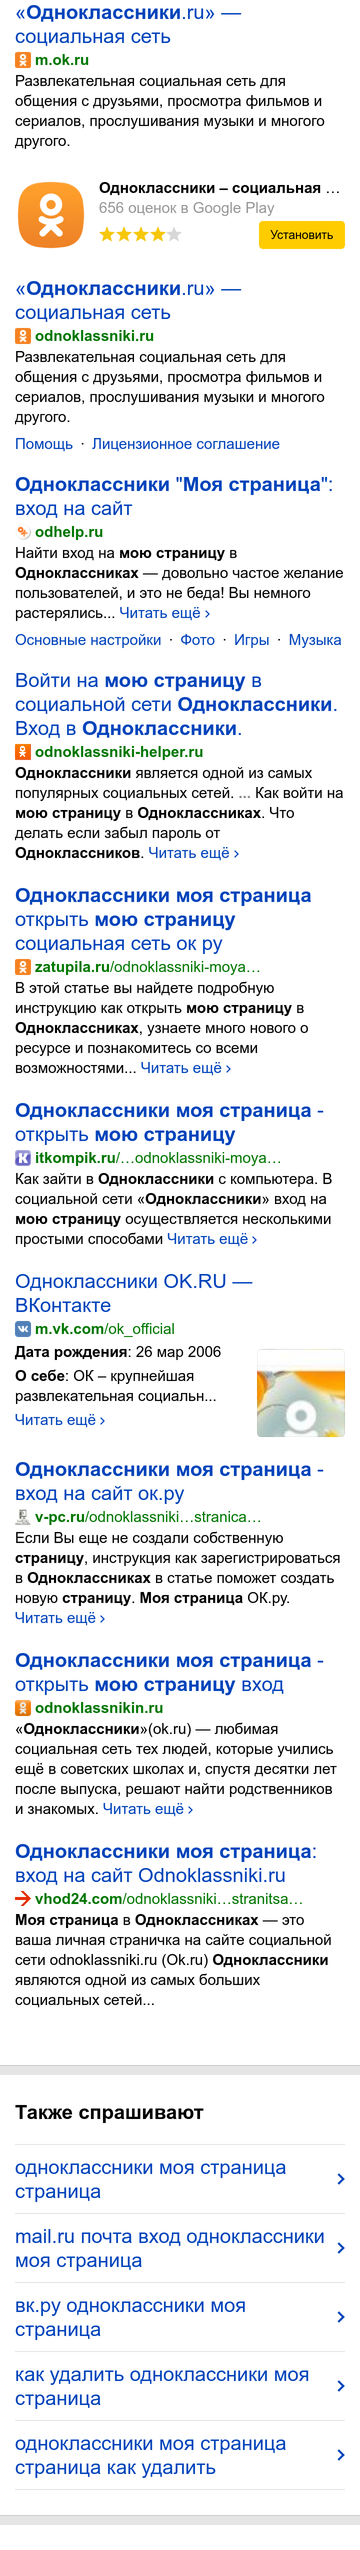 «Одноклассники.ru» —
социальная сеть
m.ok.ru
Развлекательная социальная сеть для
общения с друзьями, просмотра фильмов и
сериалов, прослушивания музыки и многого
другого.
Одноклассники – социальная ...
656 оценок в Google Play
Установить
«Одноклассники.ru» —
социальная сеть
odnoklassniki.ru
Развлекательная социальная сеть для
общения с друзьями, просмотра фильмов и
сериалов, прослушивания музыки и многого
другого.
Помощь · Лицензионное соглашение
Одноклассники "Моя страница":
вход на сайт
odhelp.ru
Найти вход на мою страницу в
Одноклассниках — довольно частое желание
пользователей, и это не беда! Вы немного
растерялись... Читать ещё ›
Основные настройки · Фото · Игры · Музыка
Войти на мою страницу в
социальной сети Одноклассники.
Вход в Одноклассники.
odnoklassniki-helper.ru
Одноклассники является одной из самых
популярных социальных сетей. ... Как войти на
мою страницу в Одноклассниках. Что
делать если забыл пароль от
Одноклассников. Читать ещё ›
Одноклассники моя страница
открыть мою страницу
социальная сеть ок ру
zatupila.ru/odnoklassniki-moya...
В этой статье вы найдете подробную
инструкцию как открыть мою страницу в
Одноклассниках, узнаете много нового о
ресурсе и познакомитесь со всеми
возможностями... Читать ещё ›
Одноклассники моя страница -
открыть мою страницу
itkompik.ru/...odnoklassniki-moya...
Как зайти в Одноклассники с компьютера. В
социальной сети «Одноклассники» вход на
мою страницу осуществляется несколькими
простыми способами Читать ещё ›
Одноклассники OK.RU —
ВКонтакте
m.vk.com/ok_official
Дата рождения: 26 мар 2006
О себе: ОК – крупнейшая
развлекательная социальн...
Читать ещё ›
Одноклассники моя страница -
вход на сайт ок.ру
v-pc.ru/odnoklassniki...stranica...
Если Вы еще не создали собственную
страницу, инструкция как зарегистрироваться
в Одноклассниках в статье поможет создать
новую страницу. Моя страница ОК.ру.
Читать ещё ›
Одноклассники моя страница -
открыть мою страницу вход
odnoklassnikin.ru
«Одноклассники»(ok.ru) — любимая
социальная сеть тех людей, которые учились
ещё в советских школах и, спустя десятки лет
после выпуска, решают найти родственников
и знакомых. Читать ещё ›
Одноклассники моя страница:
вход на сайт Odnoklassniki.ru
vhod24.com/odnoklassniki...stranitsa...
Моя страница в Одноклассниках — это
ваша личная страничка на сайте социальной
сети odnoklassniki.ru (Ok.ru) Одноклассники
являются одной из самых больших
социальных сетей...
Также спрашивают
одноклассники моя страница
страница
mail.ru почта вход одноклассники
моя страница
вк.ру одноклассники моя
страница
как удалить одноклассники моя
страница
одноклассники моя страница
страница как удалить